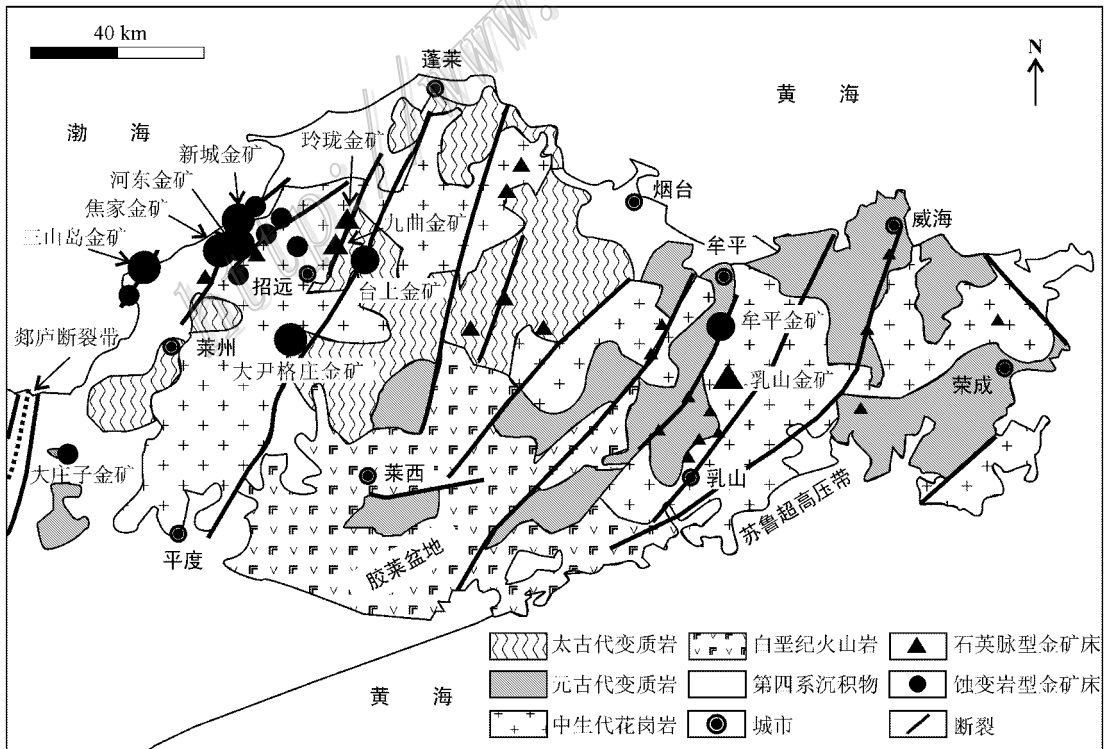 40 km
N
蓬莱
黄 海
渤 海
玲珑金矿
新城金矿
河东金矿
焦家金矿
三山岛金矿
烟台
威海
九曲金矿
牟平
招远
台上金矿
郯庐断裂带
莱州
牟平金矿
大尹格庄金矿
乳山金矿
荣成
大庄子金矿
莱西
乳山
苏鲁超高压带
平度
胶莱盆地
黄 海
太古代变质岩
白垩纪火山岩
石英脉型金矿床
元古代变质岩
第四系沉积物
蚀变岩型金矿床
中生代花岗岩
城市
断裂